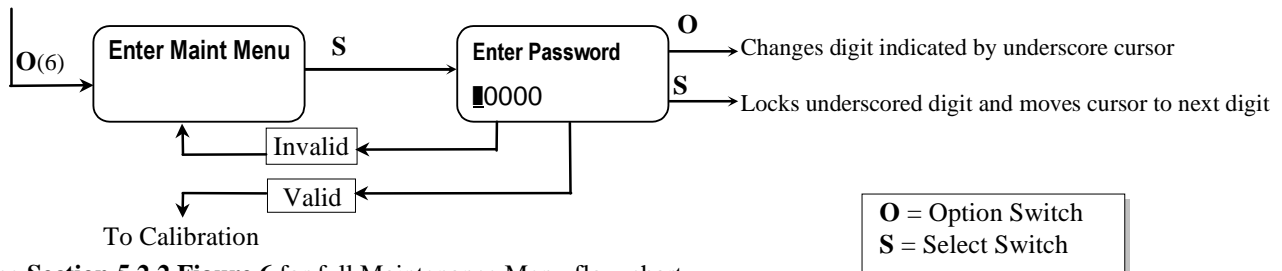 O(6)
Enter Maint Menu
S
Enter Password
0000
O
Changes digit indicated by underscore cursor
S
Locks underscored digit and moves cursor to next digit
Invalid
Valid
To Calibration
O = Option Switch
S = Select Switch
Section 5.2.2 Figure 6 for full Maintenance Menu flow chart